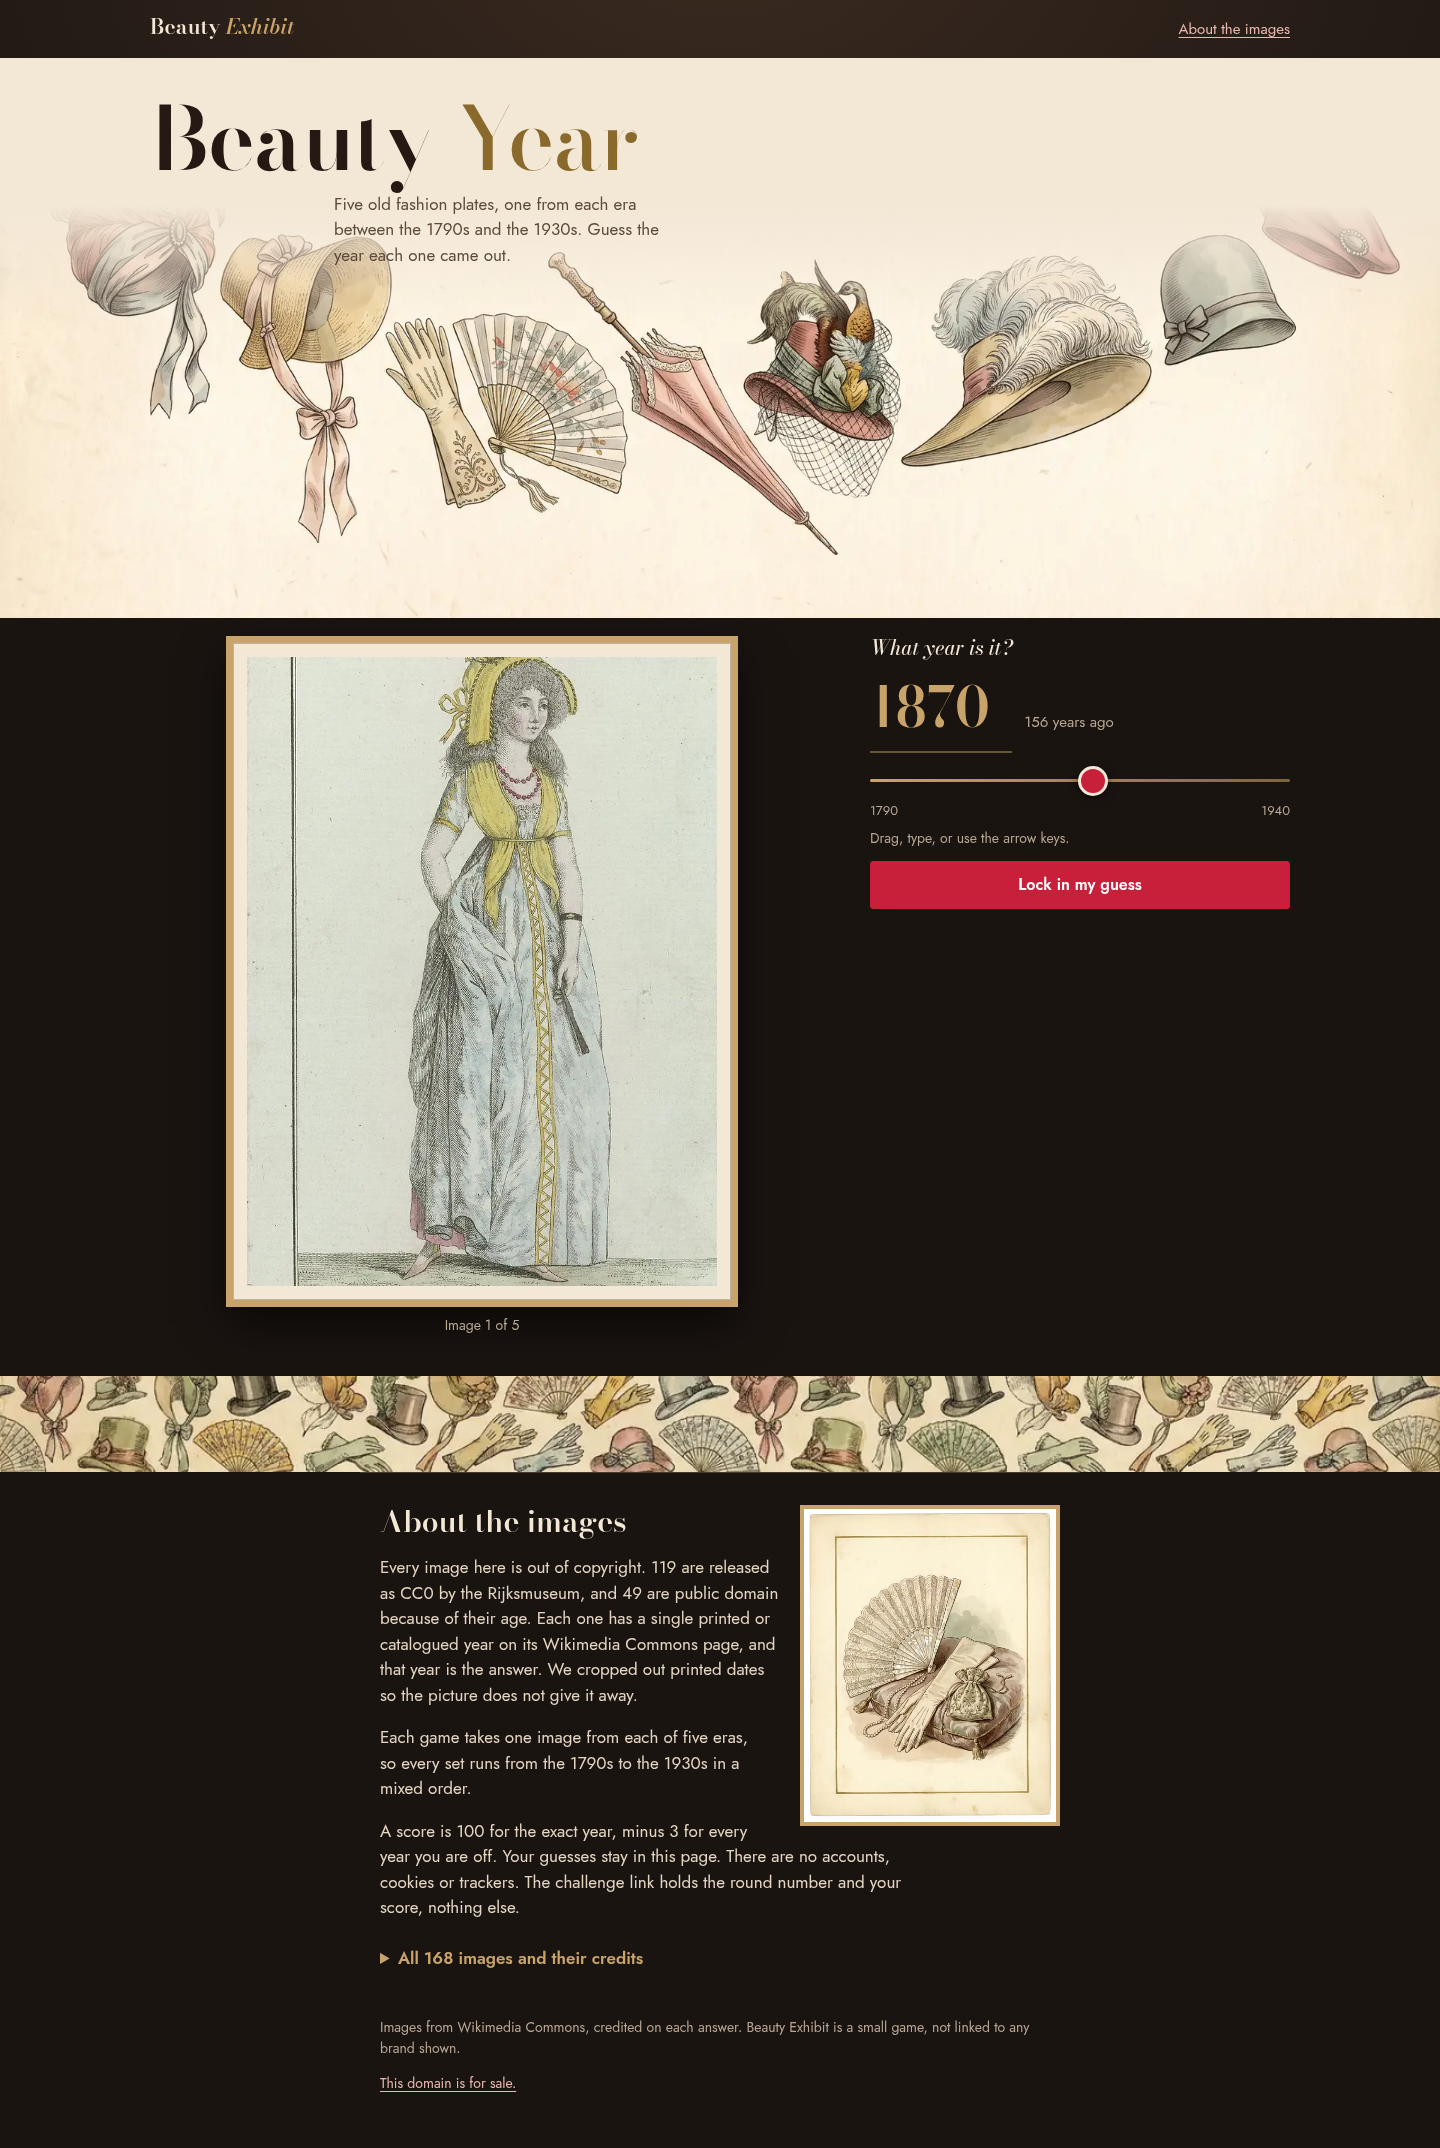 Beauty Exhibit
About the images
Beauty Year
Five old fashion plates, one from each era
between the 1790s and the 1930s. Guess the
year each one came out.
What year is it?
1870
156 years ago
1790
1940
Drag, type, or use the arrow keys.
Lock in my guess
Image 1 of 5
About the images
Every image here is out of copyright. 119 are released
as CC0 by the Rijksmuseum, and 49 are public domain
because of their age. Each one has a single printed or
catalogued year on its Wikimedia Commons page, and
that year is the answer. We cropped out printed dates
so the picture does not give it away.
Each game takes one image from each of five eras,
so every set runs from the 1790s to the 1930s in a
mixed order.
A score is 100 for the exact year, minus 3 for every
year you are off. Your guesses stay in this page. There are no accounts,
cookies or trackers. The challenge link holds the round number and your
score, nothing else.
All 168 images and their credits
Images from Wikimedia Commons, credited on each answer. Beauty Exhibit is a small game, not linked to any
brand shown.
This domain is for sale.